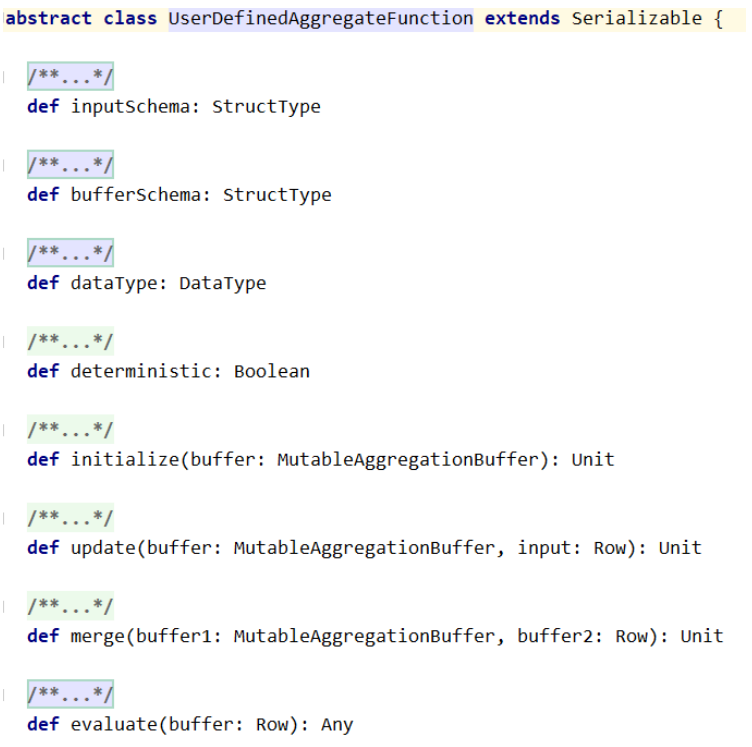 abstract class UserDefinedAggregateFunction extends Serializable {
/**...*/
def inputSchema: StructType
/**...*/
def bufferSchema: StructType
/**...*/
def dataType: DataType
/**...*/
def deterministic: Boolean
/**...*/
def initialize(buffer: MutableAggregationBuffer): Unit
/**...*/
def update(buffer: MutableAggregationBuffer, input: Row): Unit
/**...*/
def merge(buffer1: MutableAggregationBuffer, buffer2: Row): Unit
/**...*/
def evaluate(buffer: Row): Any